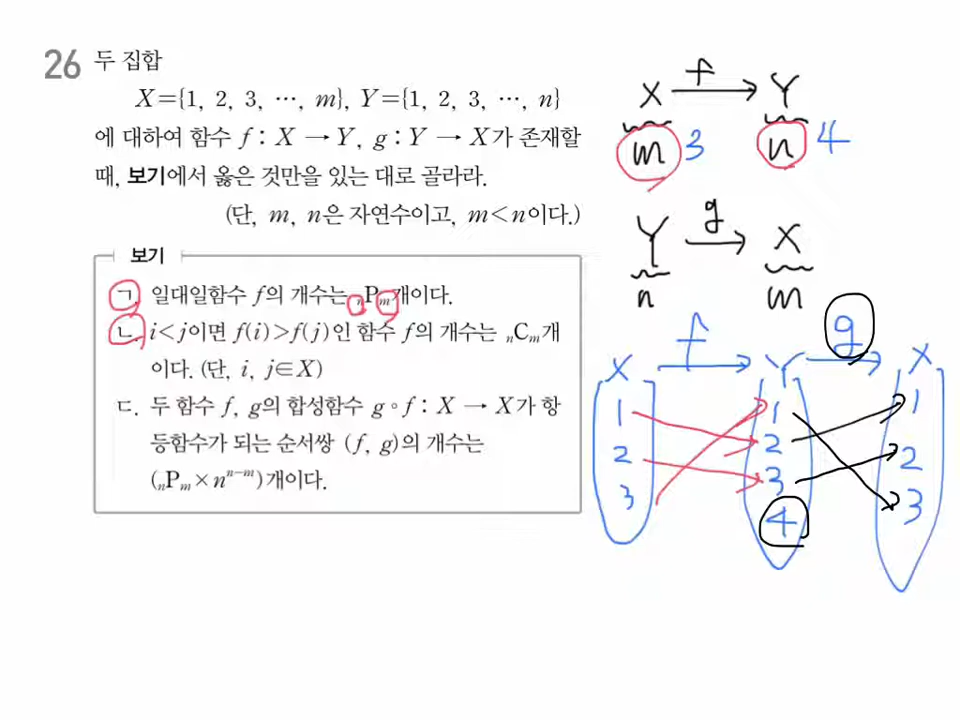 26 두 집합
X={1, 2, 3, …, m}, Y={1, 2, 3, …, n}
에 대하여 함수 f : X → Y, g : Y → X가 존재할
때, 보기에서 옳은 것만을 있는 대로 골라라.
(단, m, n은 자연수이고, m<n이다.)
보기
ㄱ. 일대일함수 f의 개수는 ₙPₘ개이다.
ㄴ. i<j이면 f(i)>f(j)인 함수 f의 개수는 ₙCₘ개
이다. (단, i, j∈X)
ㄷ. 두 함수 f, g의 합성함수 g∘f : X → X가 항
등함수가 되는 순서쌍 (f, g)의 개수는
(ₙPₘ×nⁿ⁻ᵐ)개이다.
f
X → Y
m 3 n 4
g
Y → X
n m
f g
X → Y → X
1 1 1
2 2 2
3 3 3
4